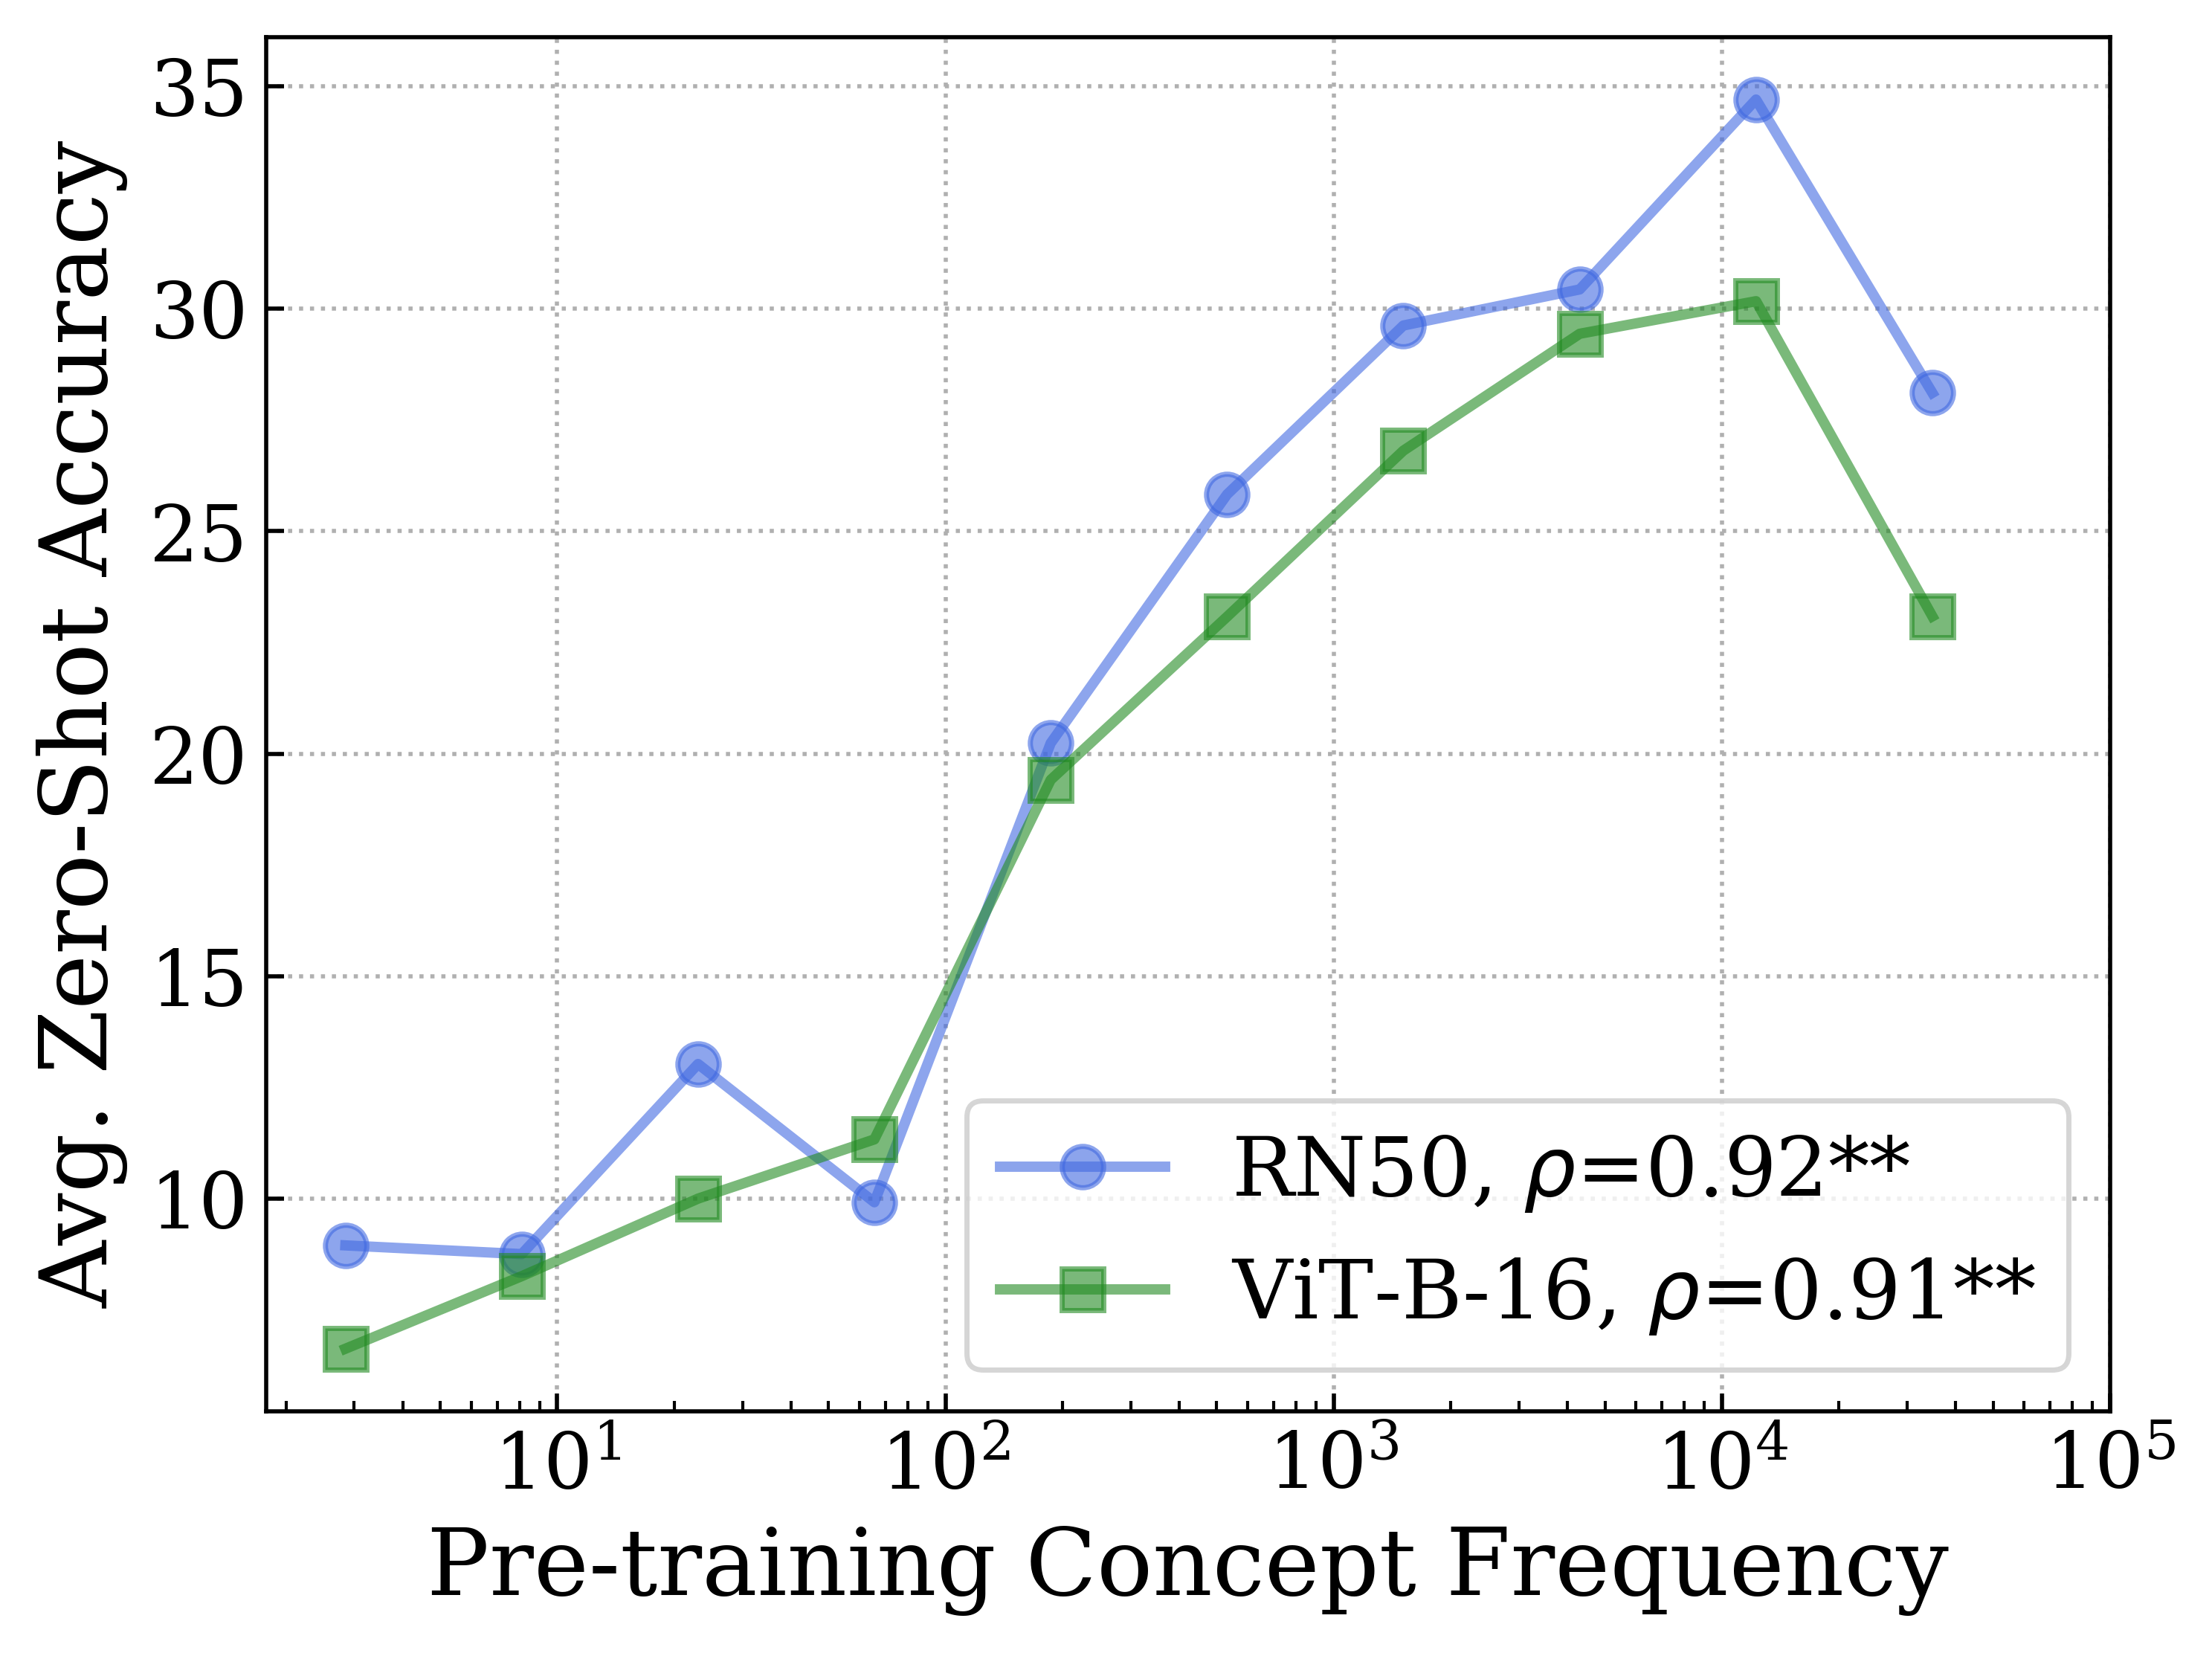 Avg. Zero-Shot Accuracy
35
30
25
20
15
10
RN50, ρ=0.92**
ViT-B-16, ρ=0.91**
10¹ 10² 10³ 10⁴ 10⁵
Pre-training Concept Frequency